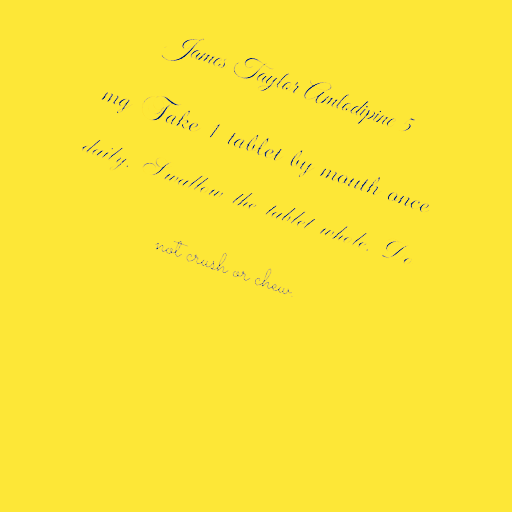 James Taylor Amlodipine 5
mg Take 1 tablet by mouth once
daily. Swallow the tablet whole. Do
not crush or chew.